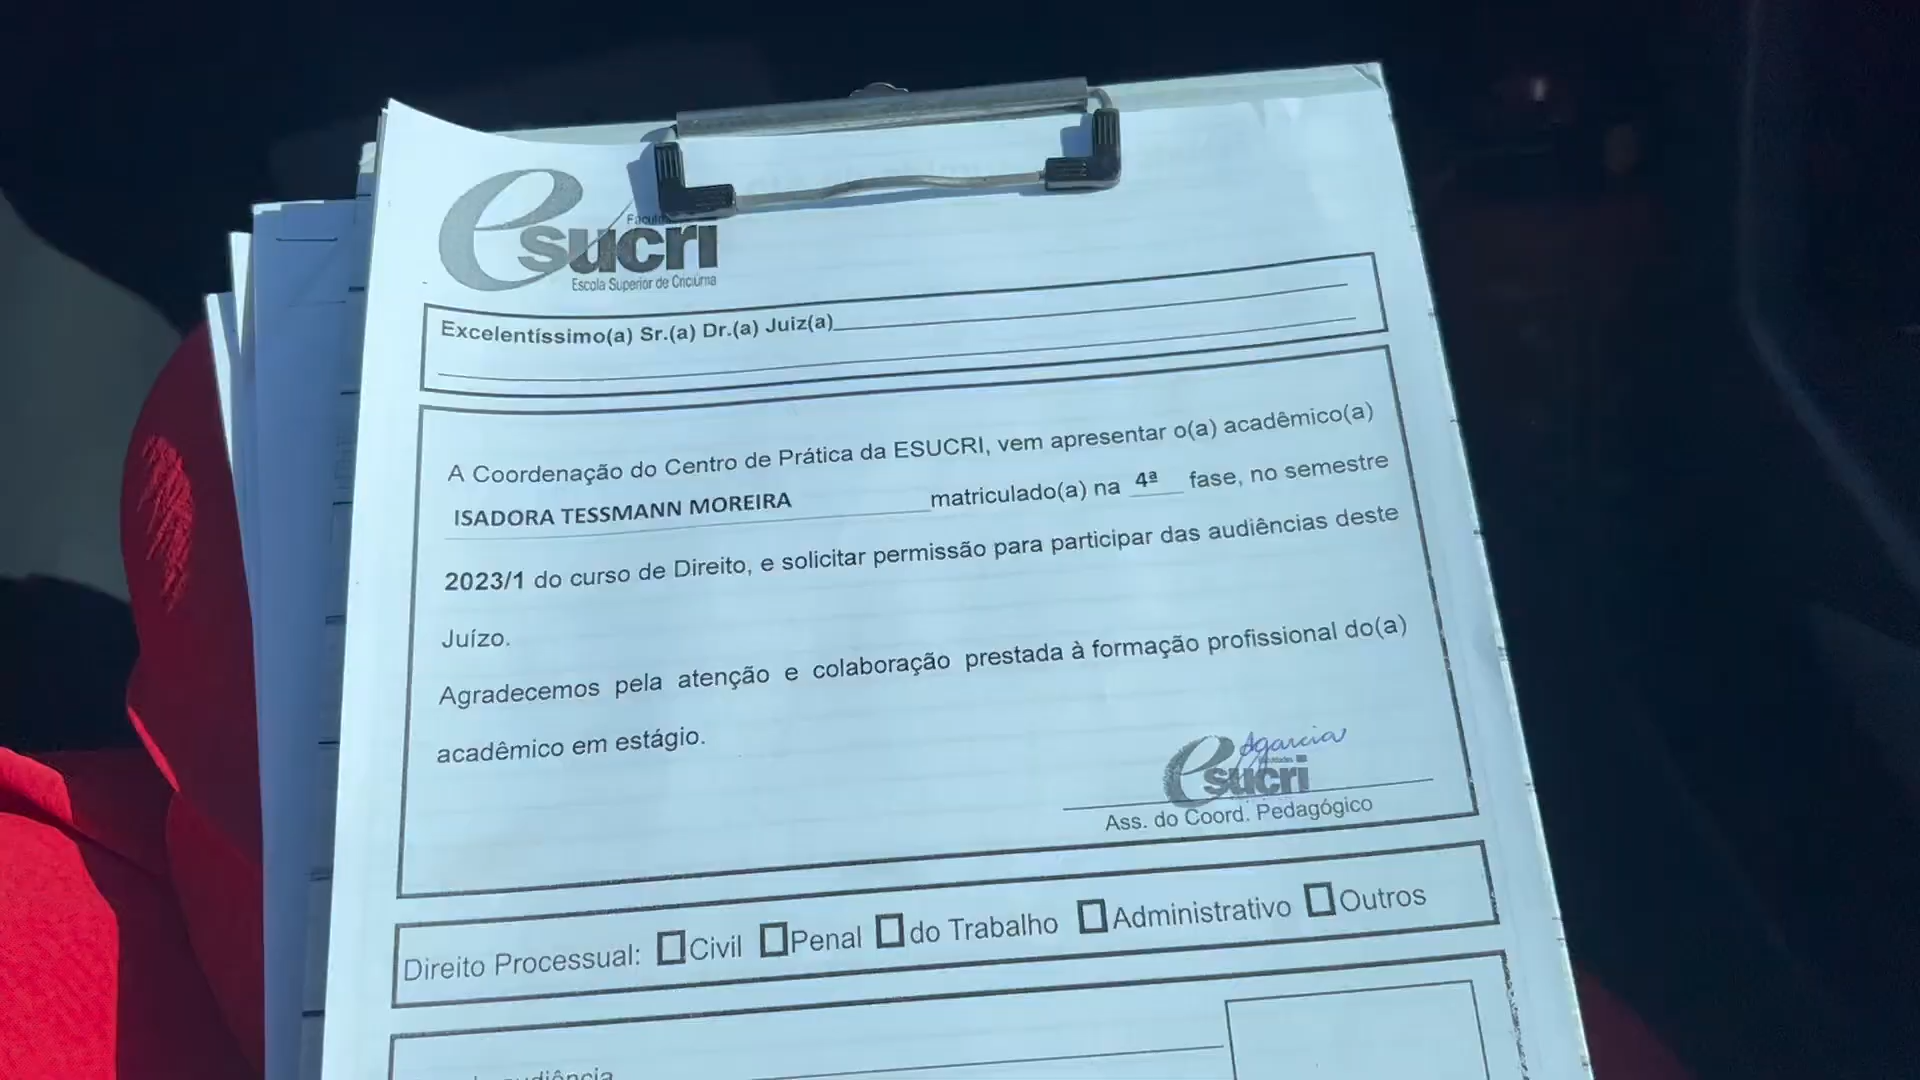 Faculd
esucri
Escola Superior de Criciúma
Excelentíssimo(a) Sr.(a) Dr.(a) Juiz(a)
A Coordenação do Centro de Prática da ESUCRI, vem apresentar o(a) acadêmico(a)
ISADORA TESSMANN MOREIRA matriculado(a) na 4ª fase, no semestre
2023/1 do curso de Direito, e solicitar permissão para participar das audiências deste
Juízo.
Agradecemos pela atenção e colaboração prestada à formação profissional do(a)
acadêmico em estágio.
Agarcia
esucri
Ass. do Coord. Pedagógico
Direito Processual: Civil Penal do Trabalho Administrativo Outros
audiência